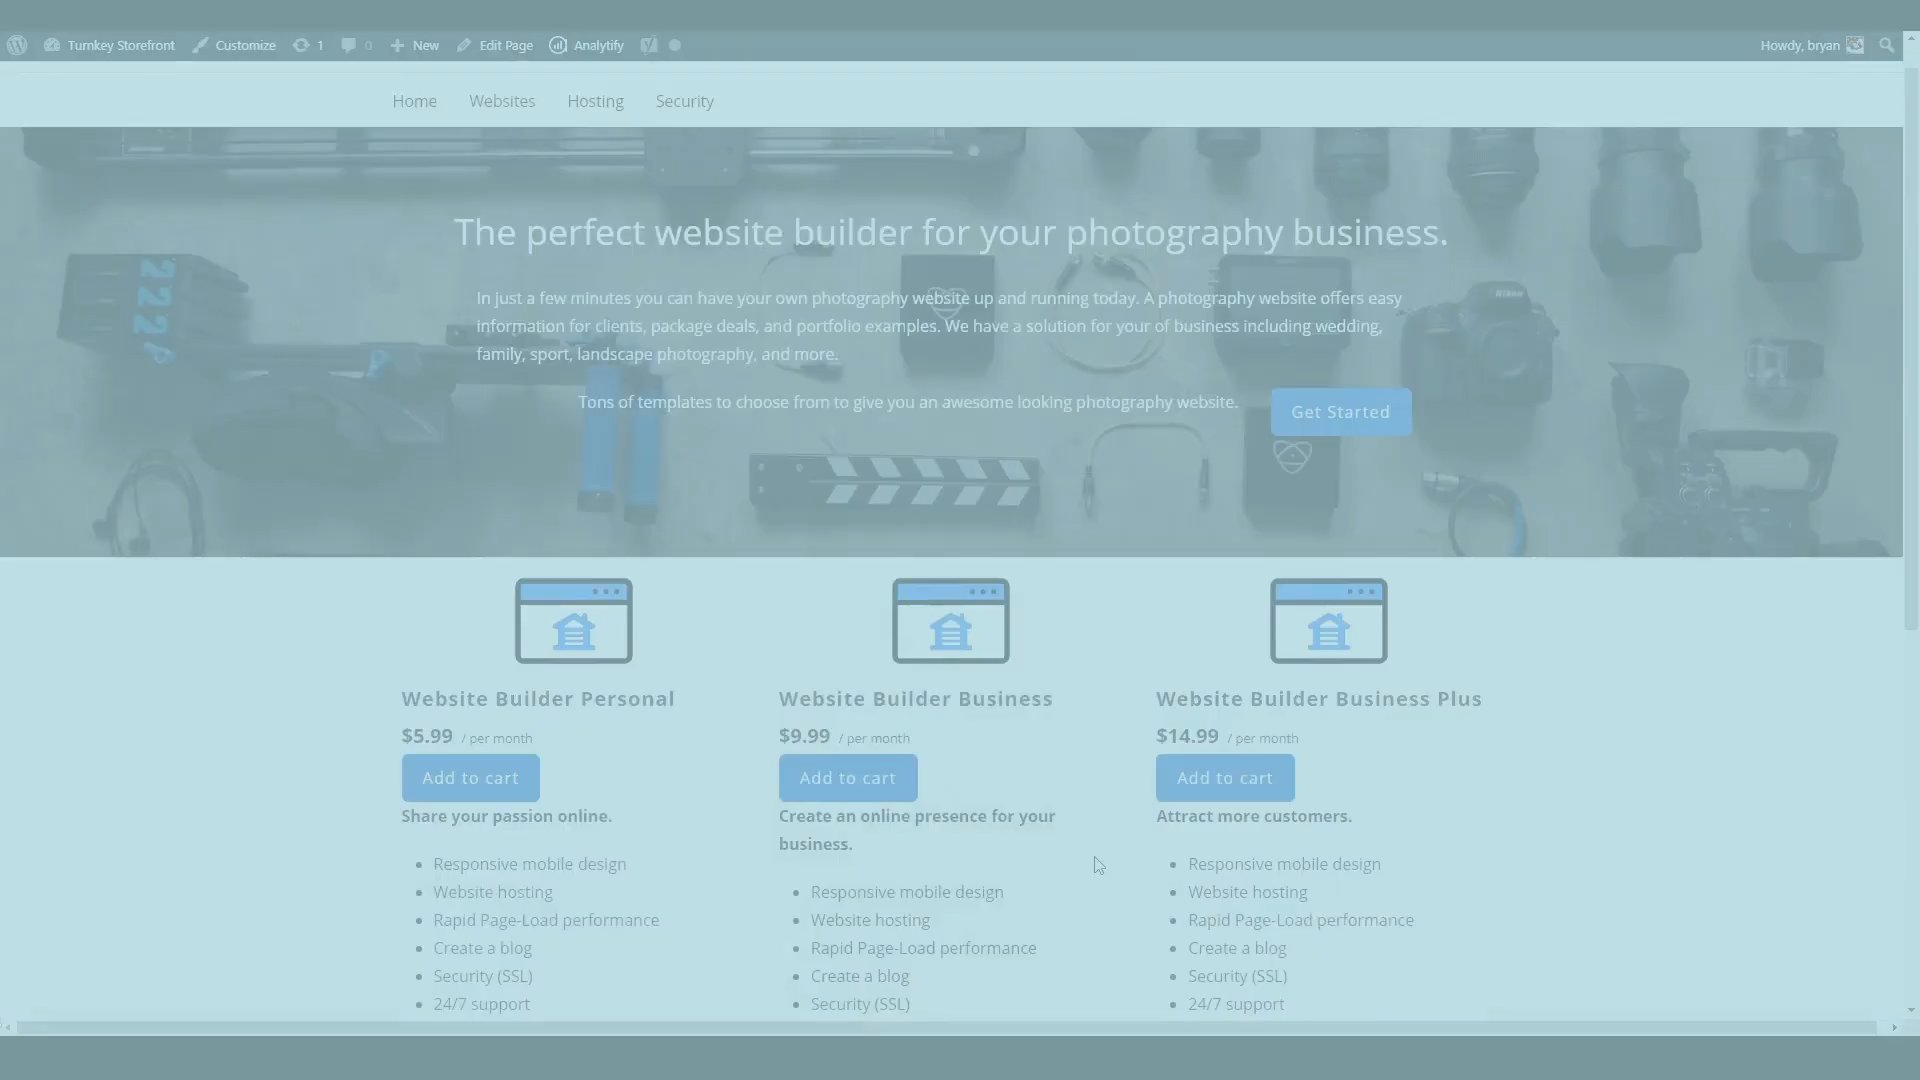 Turnkey Storefront Customize 1 0 New Edit Page Analytify Howdy, bryan
Home Websites Hosting Security
The perfect website builder for your photography business.
In just a few minutes you can have your own photography website up and running today. A photography website offers easy
information for clients, package deals, and portfolio examples. We have a solution for your of business including wedding,
family, sport, landscape photography, and more.
Tons of templates to choose from to give you an awesome looking photography website.
Get Started
222A
Nikon
Website Builder Personal
$5.99 / per month
Add to cart
Share your passion online.
Responsive mobile design
Website hosting
Rapid Page-Load performance
Create a blog
Security (SSL)
24/7 support
Website Builder Business
$9.99 / per month
Add to cart
Create an online presence for your
business.
Responsive mobile design
Website hosting
Rapid Page-Load performance
Create a blog
Security (SSL)
Website Builder Business Plus
$14.99 / per month
Add to cart
Attract more customers.
Responsive mobile design
Website hosting
Rapid Page-Load performance
Create a blog
Security (SSL)
24/7 support